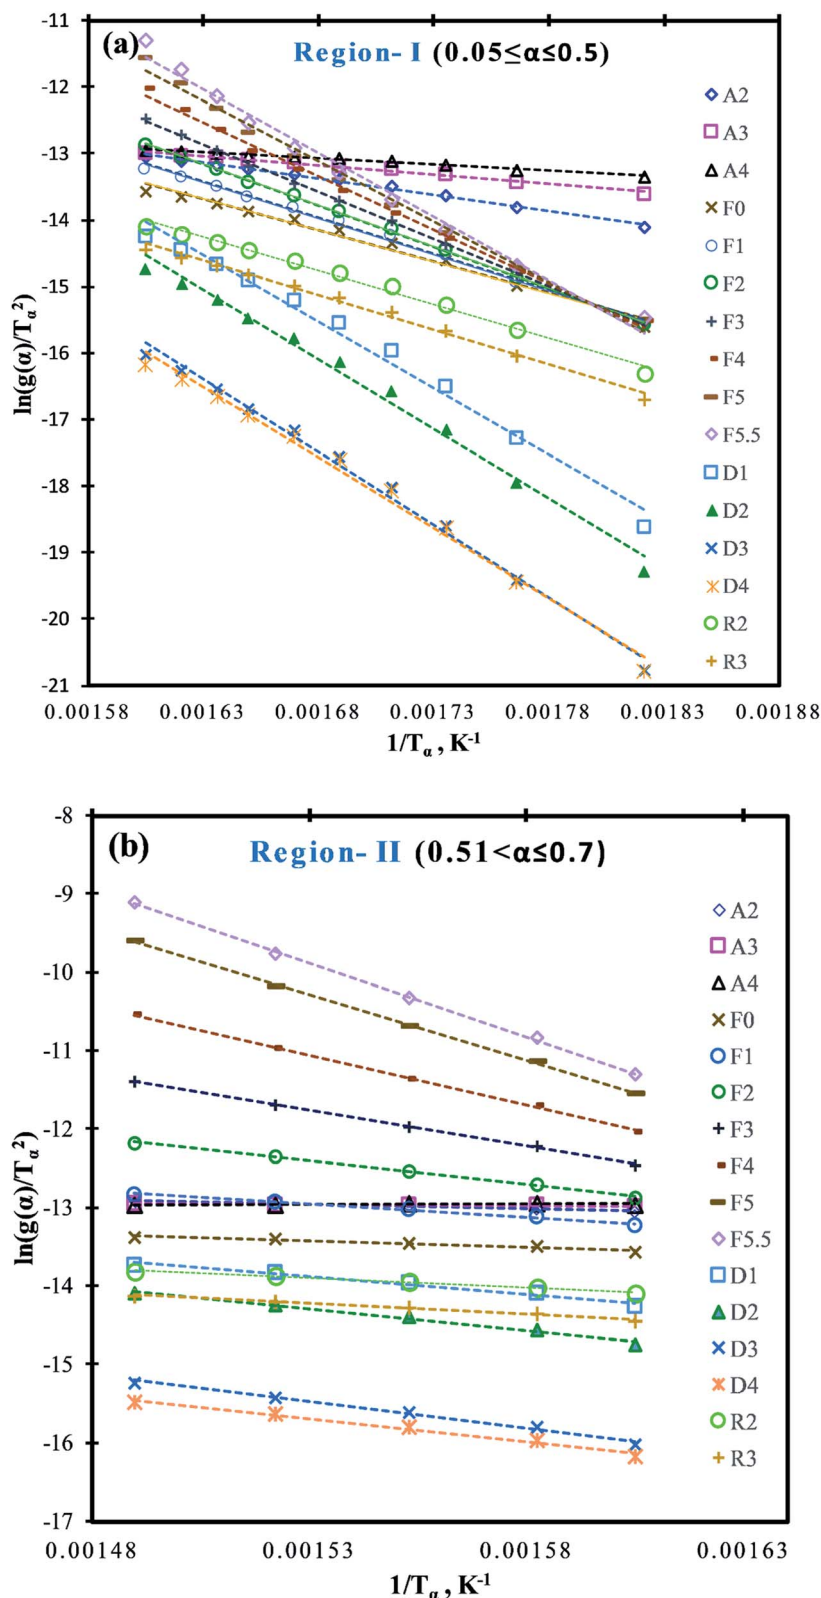 (a)
Region- I (0.05≤α≤0.5)
-11
-12
-13
-14
-15
-16
-17
-18
-19
-20
-21
ln(g(α)/Tα²)
A2
A3
A4
F0
F1
F2
F3
F4
F5
F5.5
D1
D2
D3
D4
R2
R3
0.00158 0.00163 0.00168 0.00173 0.00178 0.00183 0.00188
1/Tα , K-1
(b)
Region- II (0.51<α≤0.7)
-8
-9
-10
-11
-12
-13
-14
-15
-16
-17
ln(g(α)/Tα²)
A2
A3
A4
F0
F1
F2
F3
F4
F5
F5.5
D1
D2
D3
D4
R2
R3
0.00148 0.00153 0.00158 0.00163
1/Tα , K-1